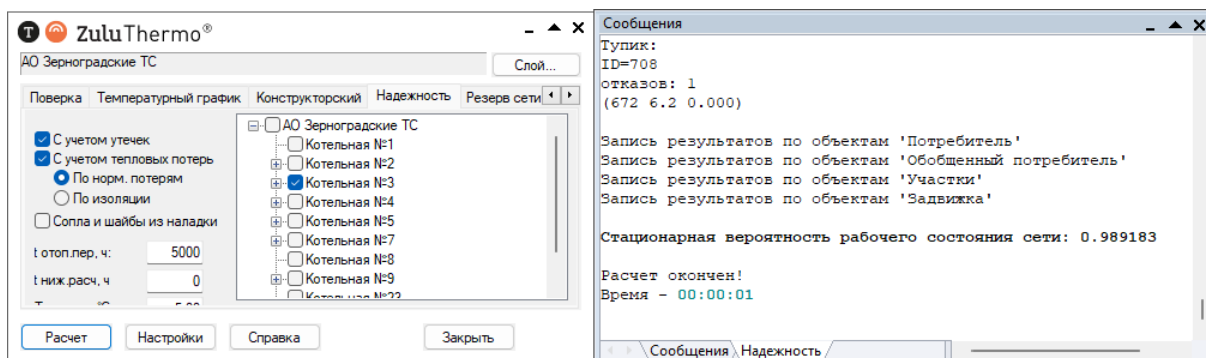 T ZuluThermo®
АО Зерноградские ТС
Слой...
Поверка Температурный график Конструкторский Надежность Резерв сети
С учетом утечек
С учетом тепловых потерь
По норм. потерям
По изоляции
Сопла и шайбы из наладки
t отоп.пер, ч: 5000
t ниж.расч, ч 0
АО Зерноградские ТС
Котельная №1
Котельная №2
Котельная №3
Котельная №4
Котельная №5
Котельная №7
Котельная №8
Котельная №9
Котельная №23
Расчет Настройки Справка Закрыть
Сообщения
Тупик:
ID=708
отказов: 1
(672 6.2 0.000)
Запись результатов по объектам 'Потребитель'
Запись результатов по объектам 'Обобщенный потребитель'
Запись результатов по объектам 'Участки'
Запись результатов по объектам 'Задвижка'
Стационарная вероятность рабочего состояния сети: 0.989183
Расчет окончен!
Время - 00:00:01
Сообщения Надежность